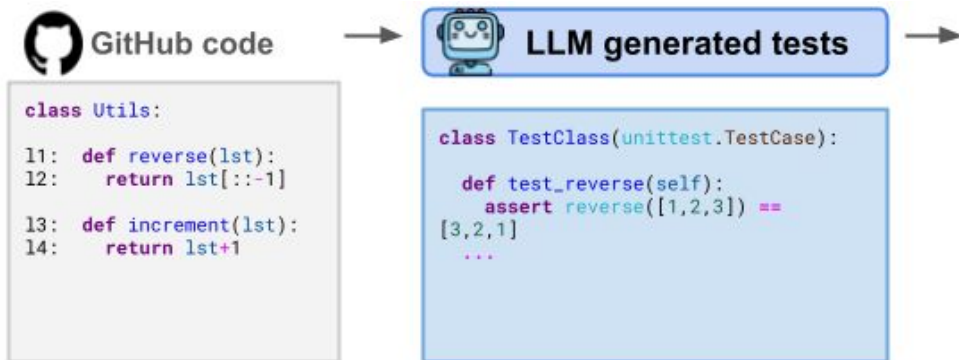 GitHub code
LLM generated tests
class Utils:
l1:  def reverse(lst):
l2:    return lst[::-1]
l3:  def increment(lst):
l4:    return lst+1
class TestClass(unittest.TestCase):
  def test_reverse(self):
    assert reverse([1,2,3]) ==
[3,2,1]
  ...